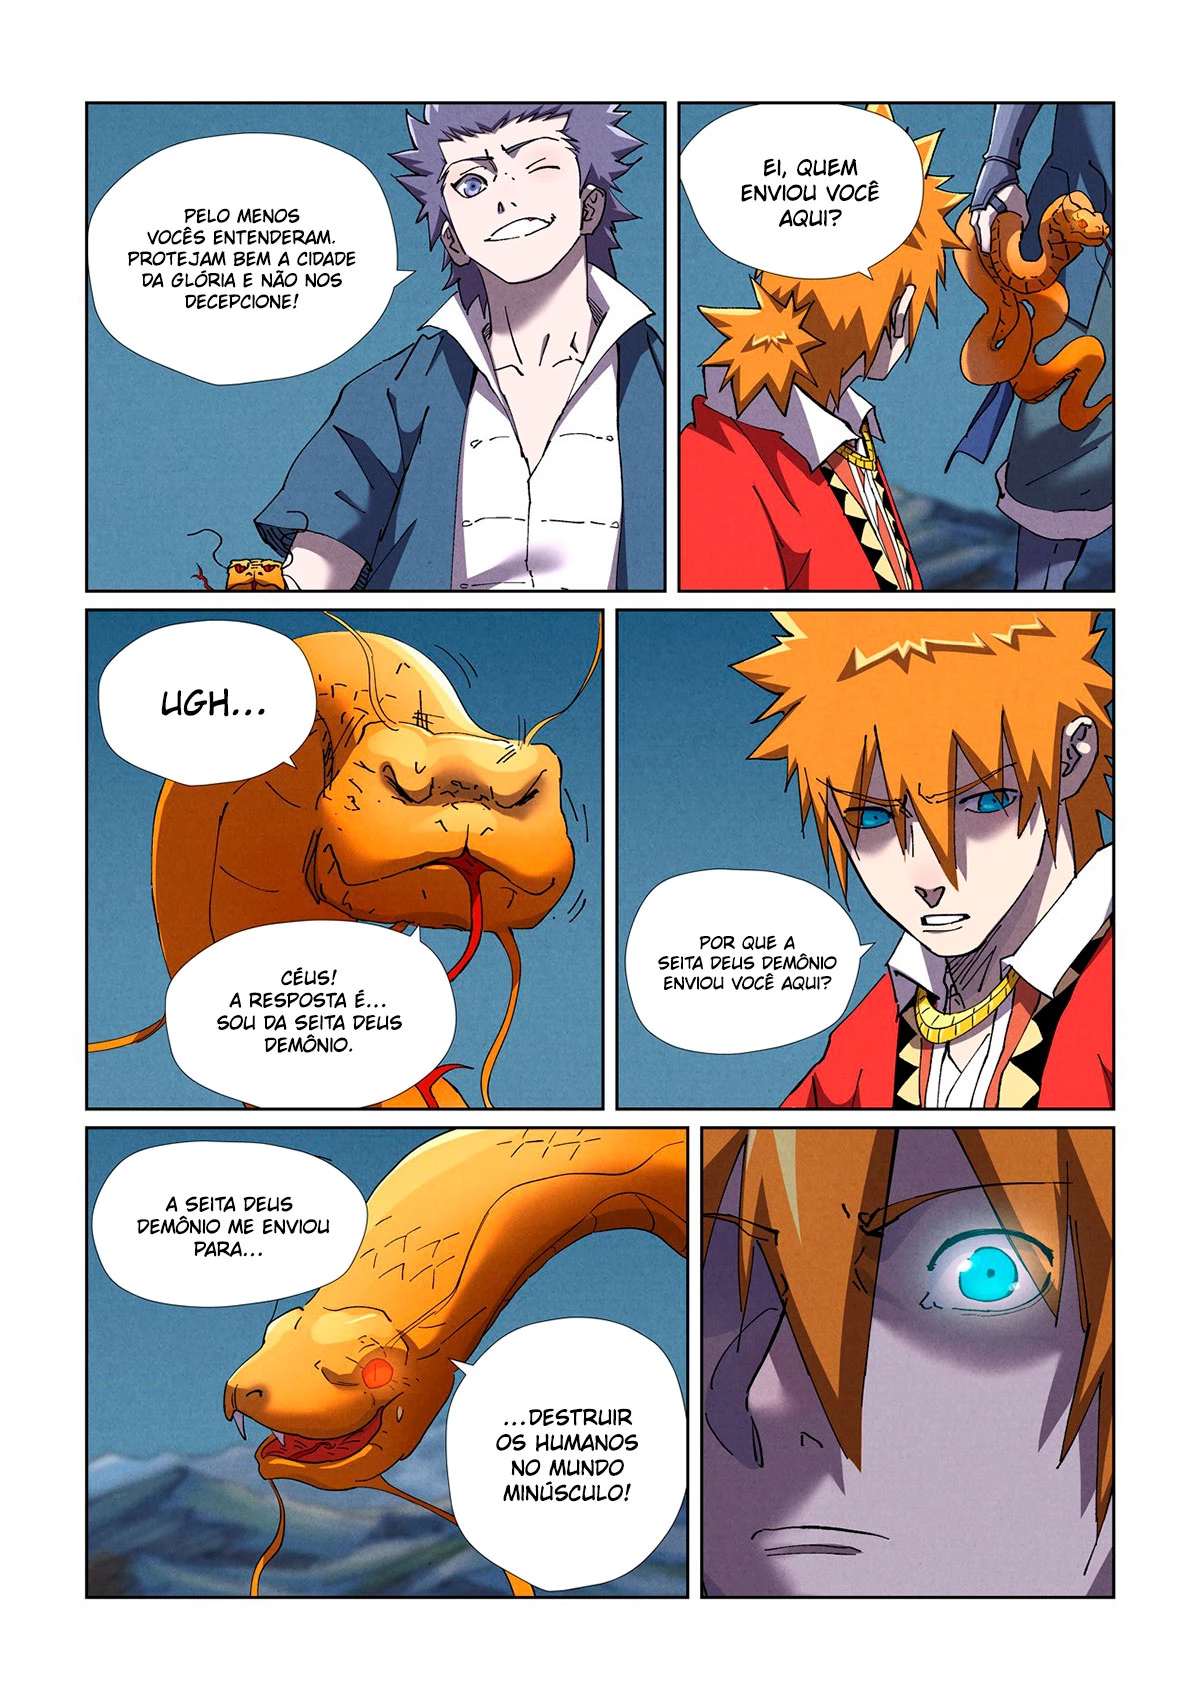 PELO MENOS
VOCÊS ENTENDERAM.
PROTEJAM BEM A CIDADE
DA GLÓRIA E NÃO NOS
DECEPCIONE!
EI, QUEM
ENVIOU VOCÊ
AQUI?
UGH...
CÉUS!
A RESPOSTA É...
SOU DA SEITA DEUS
DEMÔNIO.
POR QUE A
SEITA DEUS DEMÔNIO
ENVIOU VOCÊ AQUI?
A SEITA DEUS
DEMÔNIO ME ENVIOU
PARA...
...DESTRUIR
OS HUMANOS
NO MUNDO
MINÚSCULO!